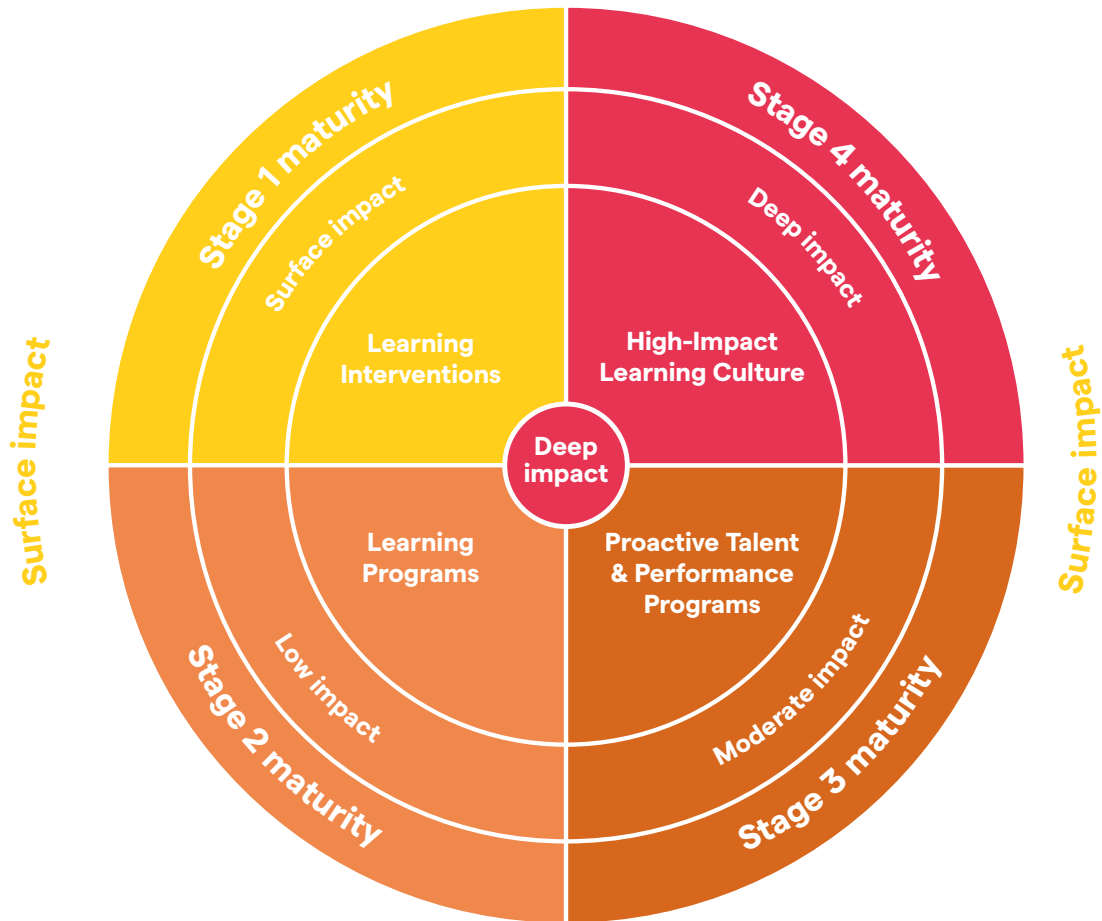 Stage 1 maturity
Surface impact
Learning
Interventions
Stage 4 maturity
Deep impact
High-Impact
Learning Culture
Surface impact
Deep
impact
Surface impact
Learning
Programs
Low impact
Stage 2 maturity
Proactive Talent
& Performance
Programs
Moderate impact
Stage 3 maturity